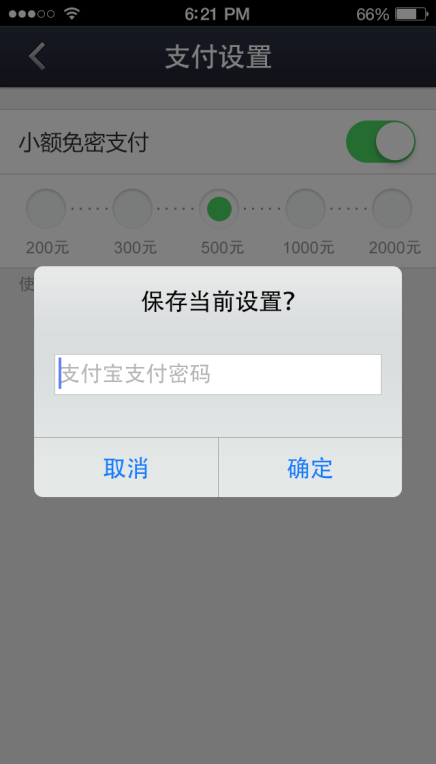 6:21 PM 66%
支付设置
小额免密支付
200元 300元 500元 1000元 2000元
使
保存当前设置?
支付宝支付密码
取消 确定